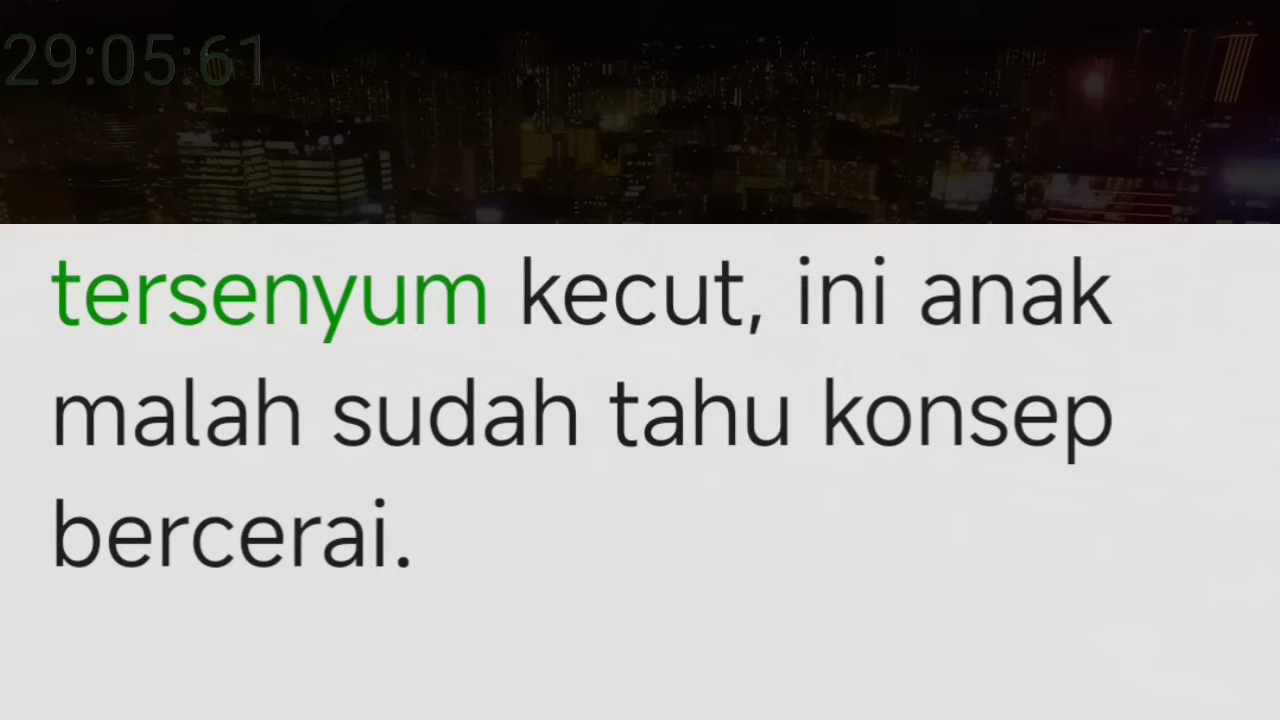 29:05:61
tersenyum kecut, ini anak
malah sudah tahu konsep
bercerai.